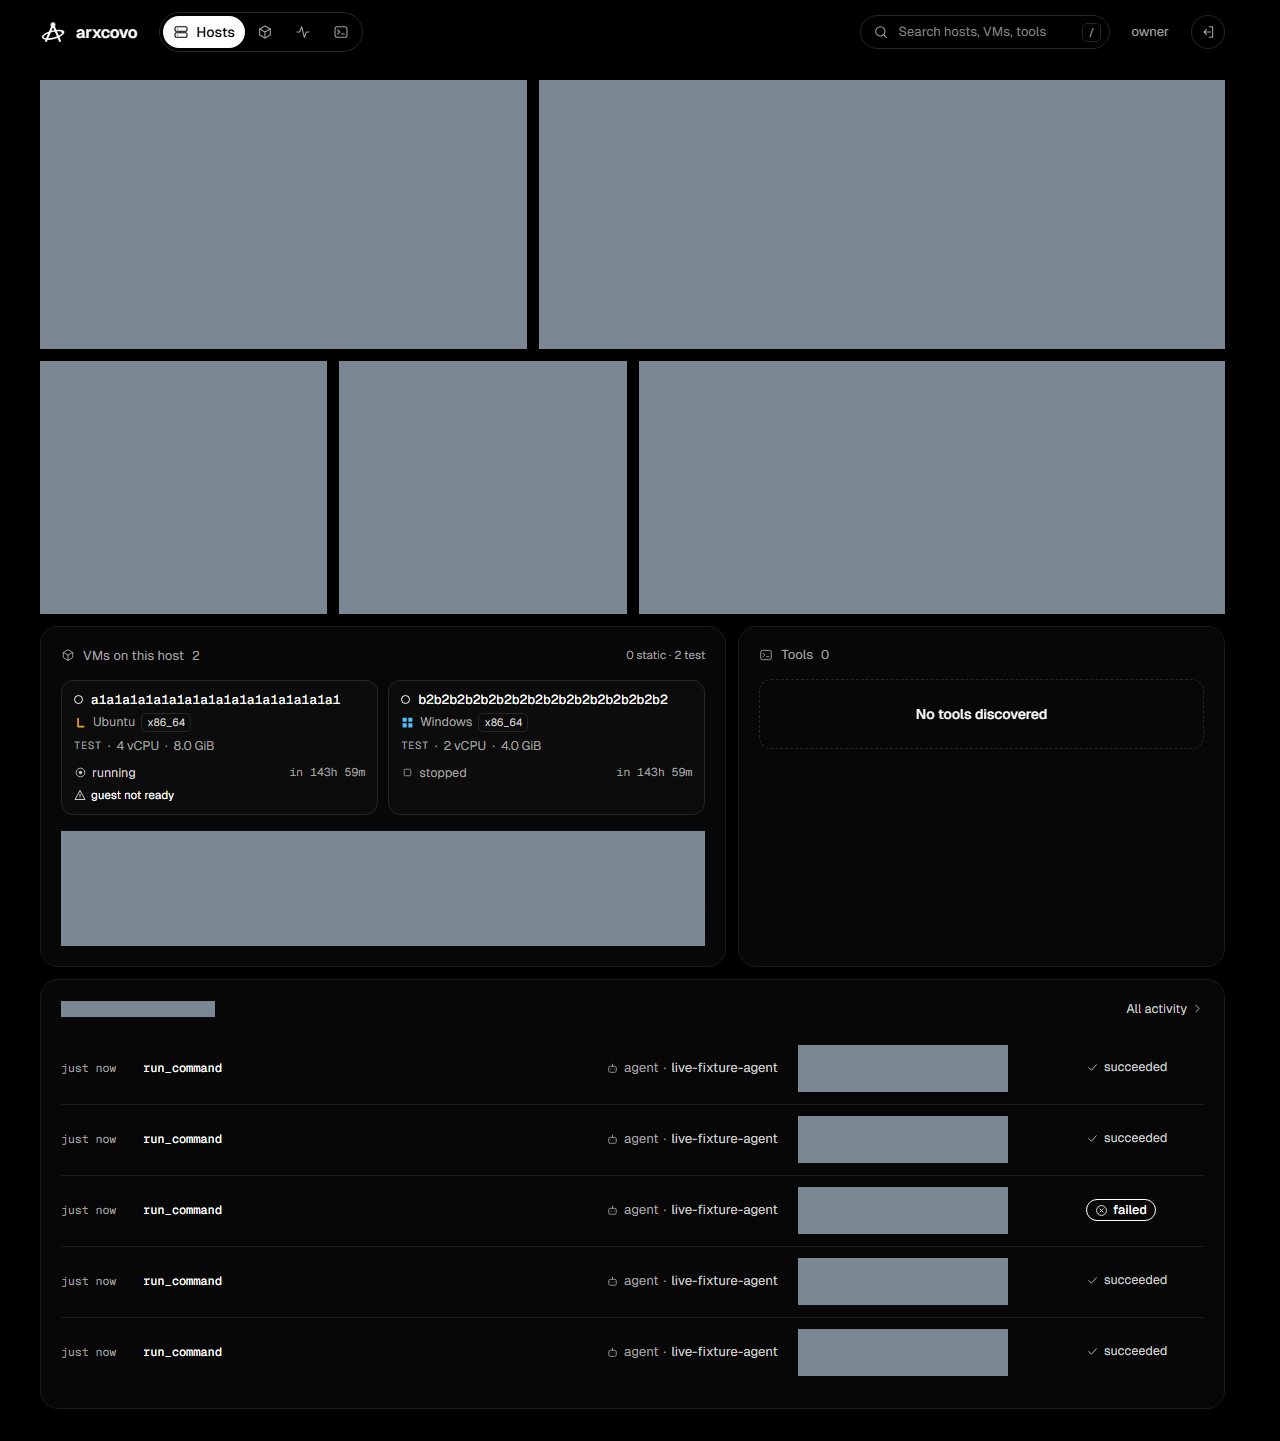 arxcovo
Hosts
Search hosts, VMs, tools /
owner
VMs on this host 2
0 static · 2 test
a1a1a1a1a1a1a1a1a1a1a1a1a1a1a1a1
Ubuntu x86_64
TEST · 4 vCPU · 8.0 GiB
running in 143h 59m
guest not ready
b2b2b2b2b2b2b2b2b2b2b2b2b2b2b2b2
Windows x86_64
TEST · 2 vCPU · 4.0 GiB
stopped in 143h 59m
Tools 0
No tools discovered
All activity
just now run_command agent · live-fixture-agent succeeded
just now run_command agent · live-fixture-agent succeeded
just now run_command agent · live-fixture-agent failed
just now run_command agent · live-fixture-agent succeeded
just now run_command agent · live-fixture-agent succeeded